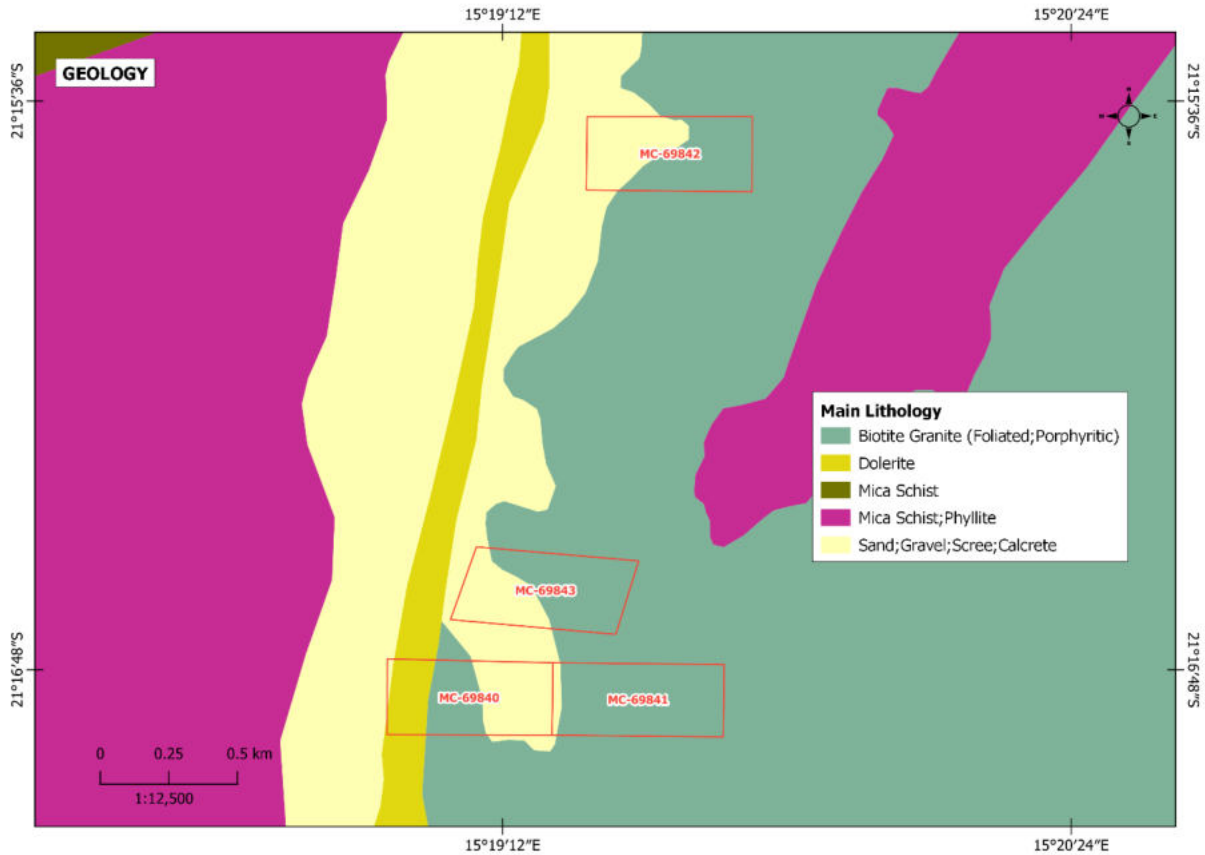 15°19'12"E
15°20'24"E
GEOLOGY
21°15'36"S
21°15'36"S
MC-69842
Main Lithology
Biotite Granite (Foliated;Porphyritic)
Dolerite
Mica Schist
Mica Schist;Phyllite
Sand;Gravel;Scree;Calcrete
MC-69843
21°16'48"S
21°16'48"S
MC-69840
MC-69841
0 0.25 0.5 km
1:12,500
15°19'12"E
15°20'24"E